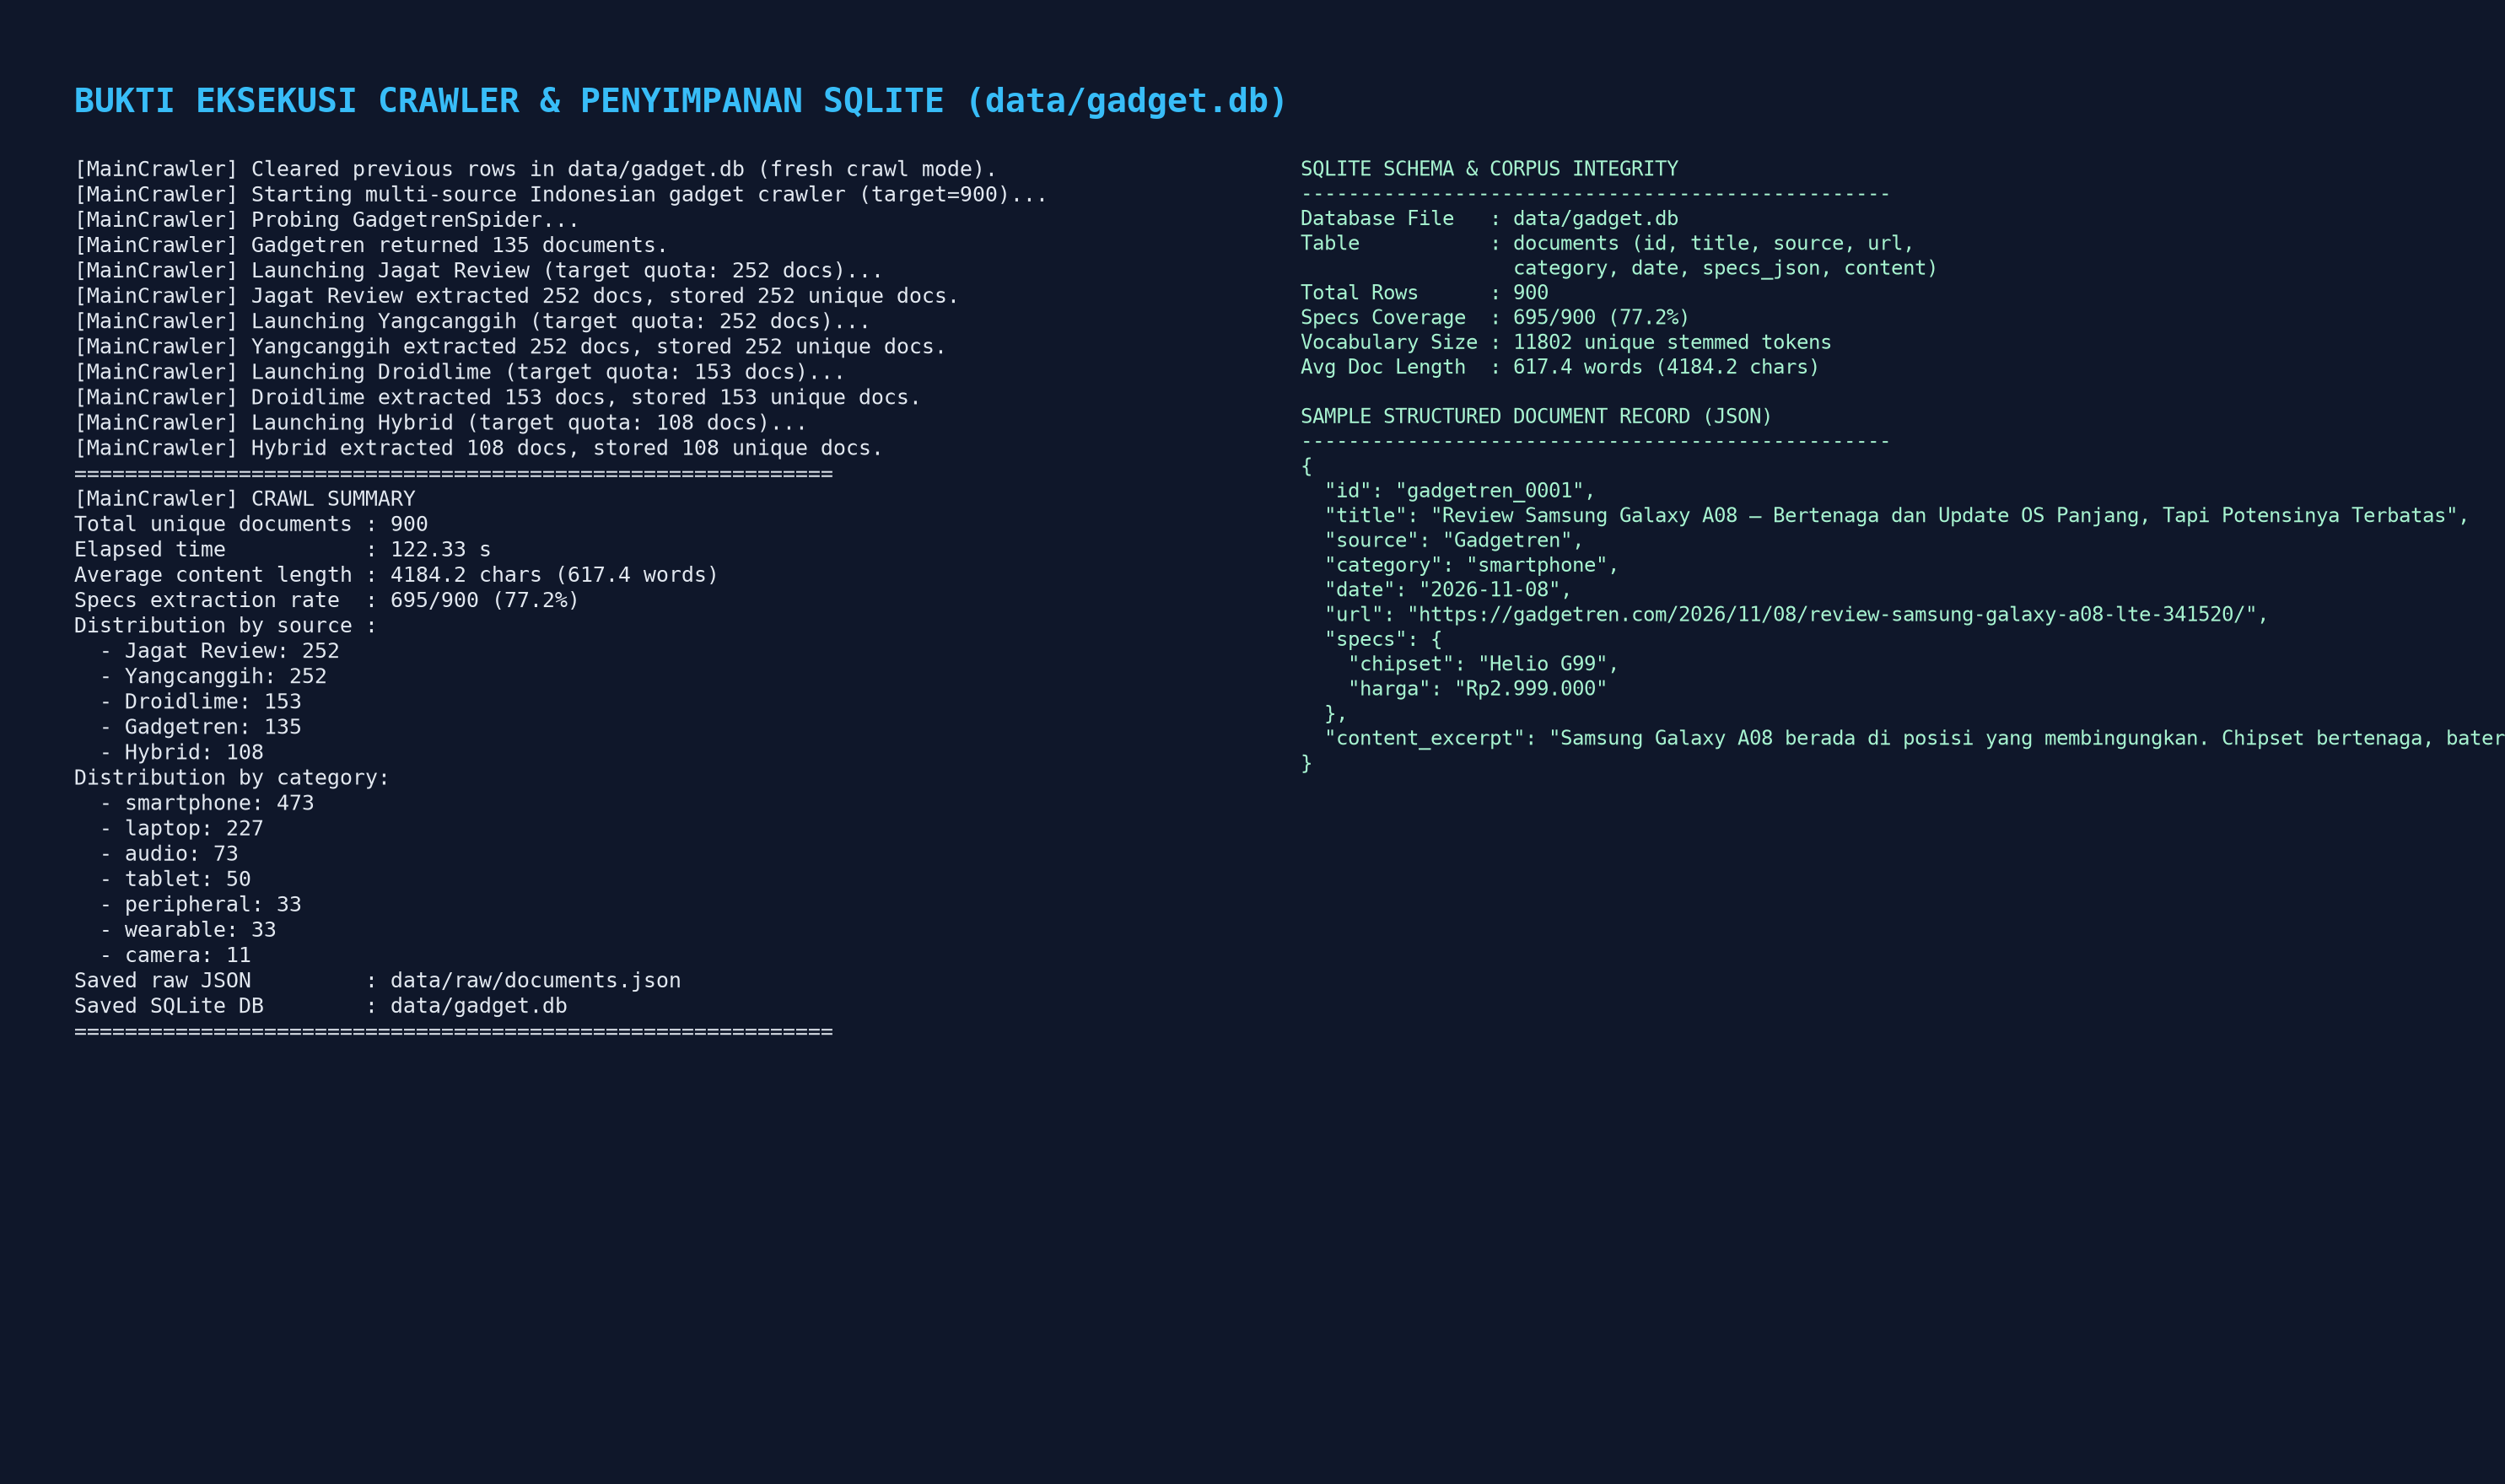 BUKTI EKSEKUSI CRAWLER & PENYIMPANAN SQLITE (data/gadget.db)
[MainCrawler] Cleared previous rows in data/gadget.db (fresh crawl mode).
[MainCrawler] Starting multi-source Indonesian gadget crawler (target=900)...
[MainCrawler] Probing GadgetrenSpider...
[MainCrawler] Gadgetren returned 135 documents.
[MainCrawler] Launching Jagat Review (target quota: 252 docs)...
[MainCrawler] Jagat Review extracted 252 docs, stored 252 unique docs.
[MainCrawler] Launching Yangcanggih (target quota: 252 docs)...
[MainCrawler] Yangcanggih extracted 252 docs, stored 252 unique docs.
[MainCrawler] Launching Droidlime (target quota: 153 docs)...
[MainCrawler] Droidlime extracted 153 docs, stored 153 unique docs.
[MainCrawler] Launching Hybrid (target quota: 108 docs)...
[MainCrawler] Hybrid extracted 108 docs, stored 108 unique docs.
============================================================
[MainCrawler] CRAWL SUMMARY
Total unique documents : 900
Elapsed time           : 122.33 s
Average content length : 4184.2 chars (617.4 words)
Specs extraction rate  : 695/900 (77.2%)
Distribution by source :
  - Jagat Review: 252
  - Yangcanggih: 252
  - Droidlime: 153
  - Gadgetren: 135
  - Hybrid: 108
Distribution by category:
  - smartphone: 473
  - laptop: 227
  - audio: 73
  - tablet: 50
  - peripheral: 33
  - wearable: 33
  - camera: 11
Saved raw JSON         : data/raw/documents.json
Saved SQLite DB        : data/gadget.db
============================================================
SQLITE SCHEMA & CORPUS INTEGRITY
--------------------------------------------------
Database File   : data/gadget.db
Table           : documents (id, title, source, url,
                  category, date, specs_json, content)
Total Rows      : 900
Specs Coverage  : 695/900 (77.2%)
Vocabulary Size : 11802 unique stemmed tokens
Avg Doc Length  : 617.4 words (4184.2 chars)
SAMPLE STRUCTURED DOCUMENT RECORD (JSON)
--------------------------------------------------
{
  "id": "gadgetren_0001",
  "title": "Review Samsung Galaxy A08 – Bertenaga dan Update OS Panjang, Tapi Potensinya Terbatas",
  "source": "Gadgetren",
  "category": "smartphone",
  "date": "2026-11-08",
  "url": "https://gadgetren.com/2026/11/08/review-samsung-galaxy-a08-lte-341520/",
  "specs": {
    "chipset": "Helio G99",
    "harga": "Rp2.999.000"
  },
  "content_excerpt": "Samsung Galaxy A08 berada di posisi yang membingungkan. Chipset bertenaga, bater
}